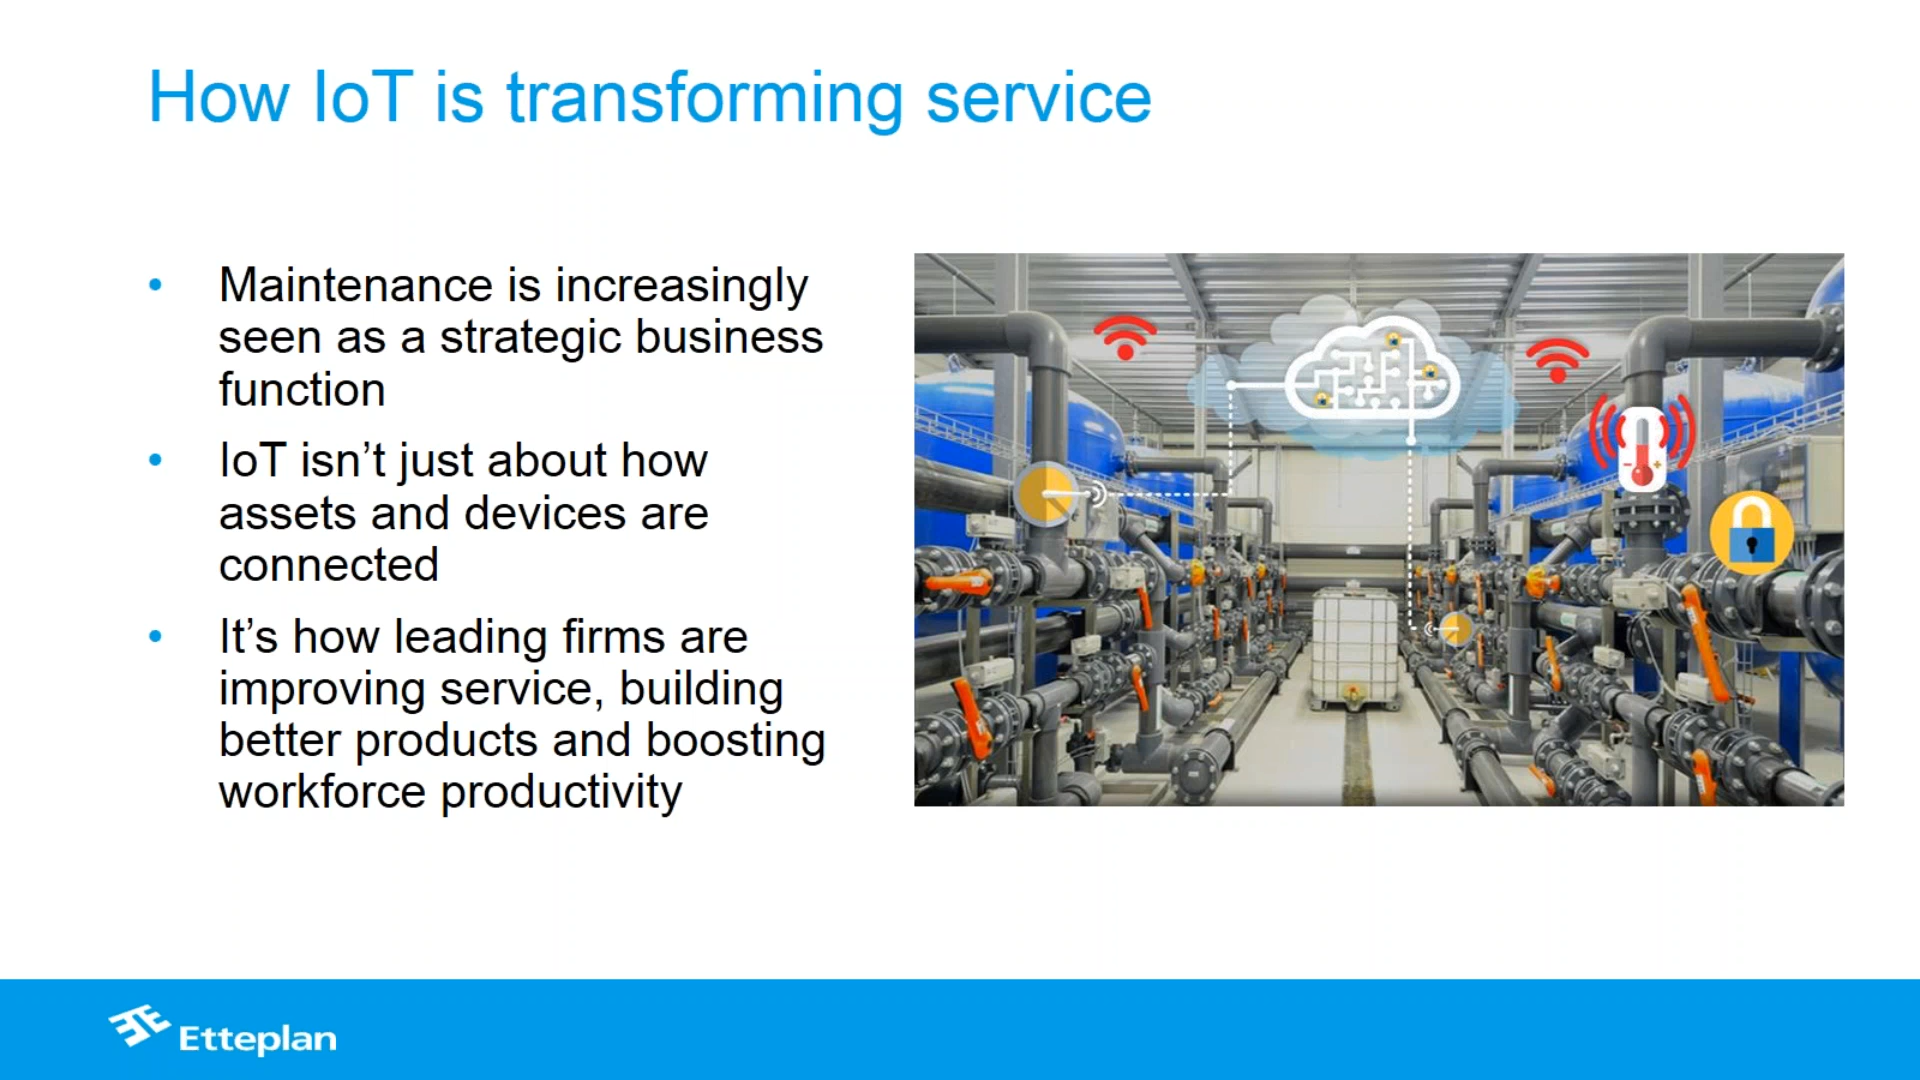 How IoT is transforming service
• Maintenance is increasingly
seen as a strategic business
function
• IoT isn’t just about how
assets and devices are
connected
• It’s how leading firms are
improving service, building
better products and boosting
workforce productivity
Etteplan